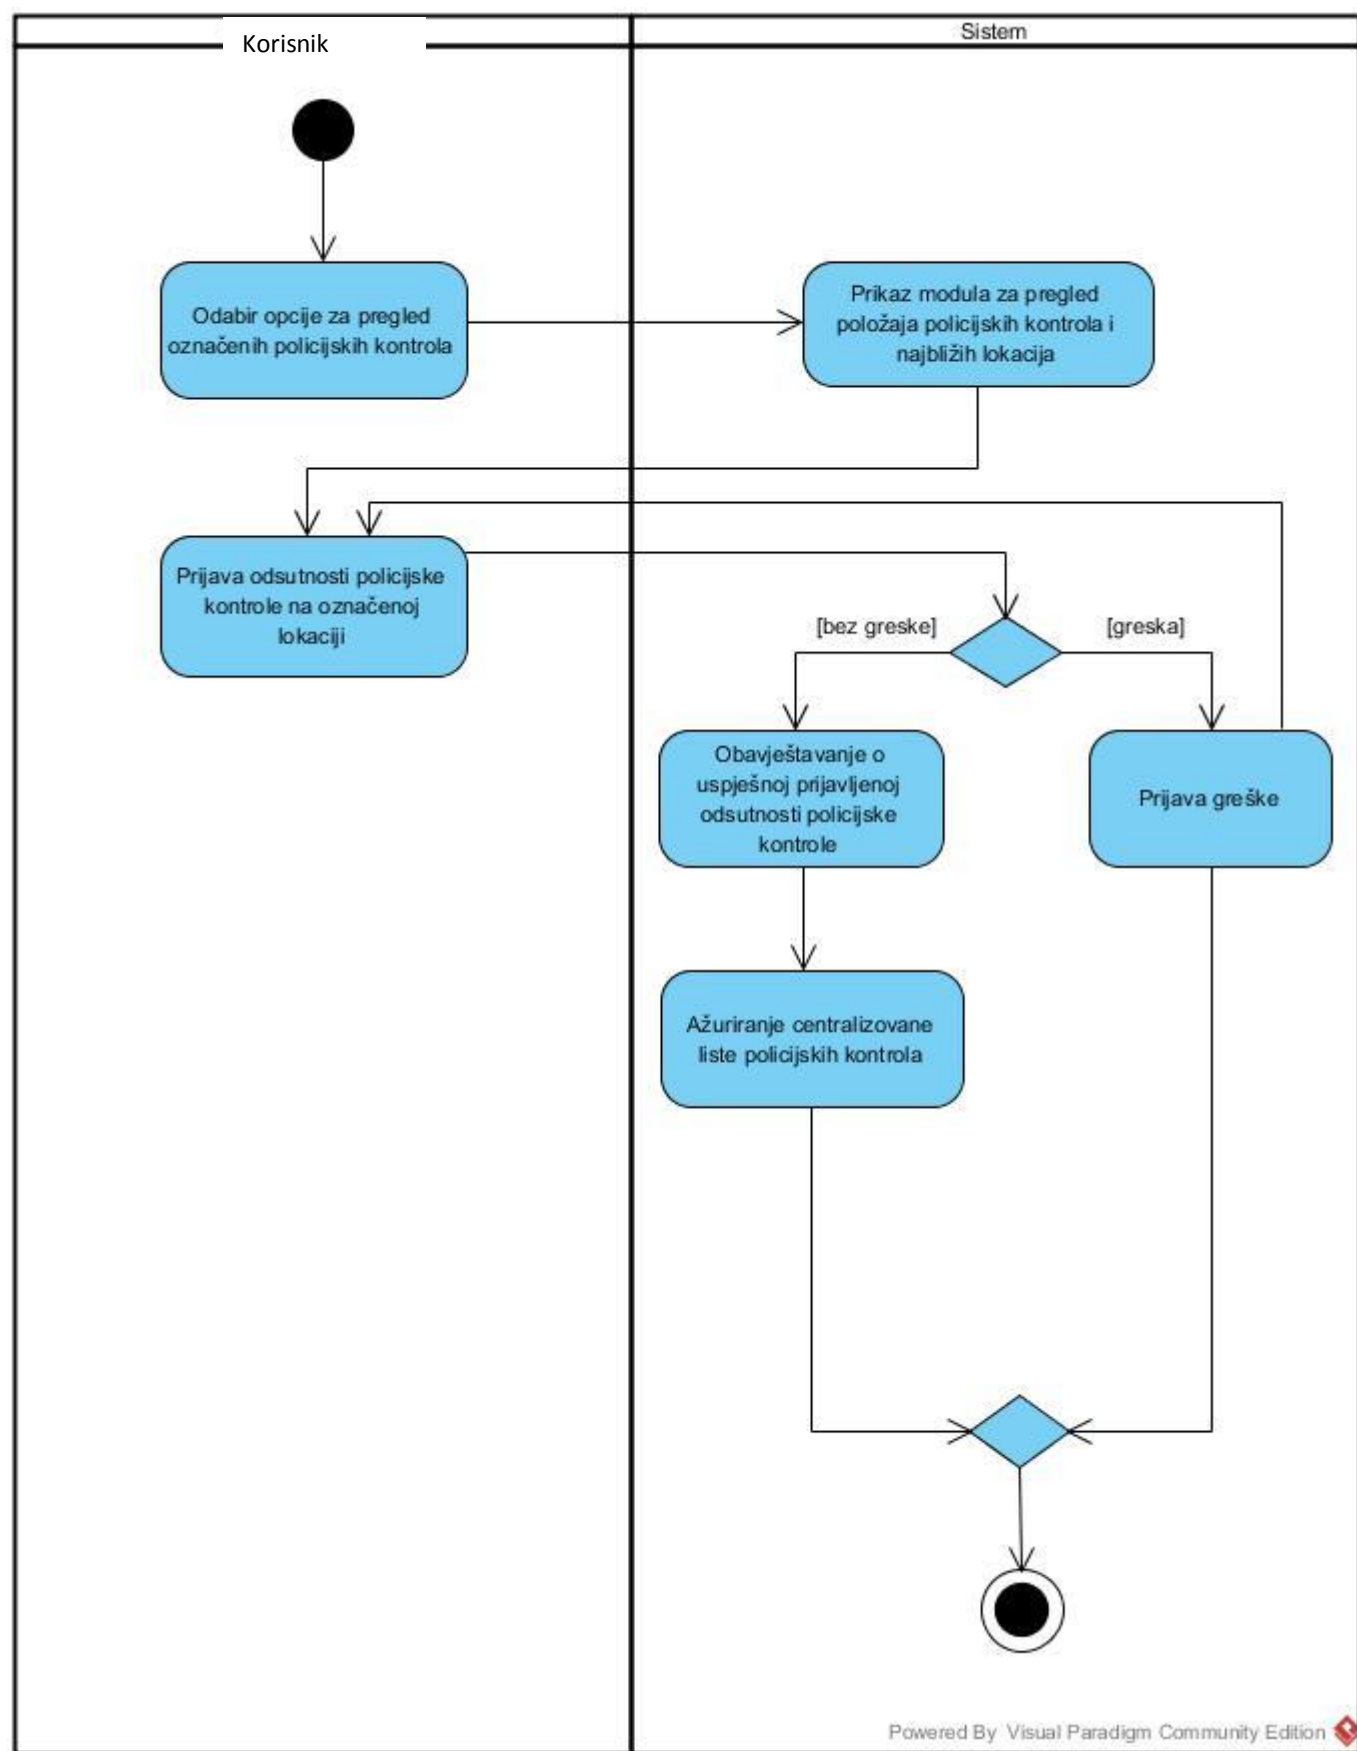 Korisnik
Sistem
Odabir opcije za pregled
označenih policijskih kontrola
Prikaz modula za pregled
položaja policijskih kontrola i
najbližih lokacija
Prijava odsutnosti policijske
kontrole na označenoj
lokaciji
[bez greske]
[greska]
Obavještavanje o
uspješnoj prijavljenoj
odsutnosti policijske
kontrole
Prijava greške
Ažuriranje centralizovane
liste policijskih kontrola
Powered By Visual Paradigm Community Edition